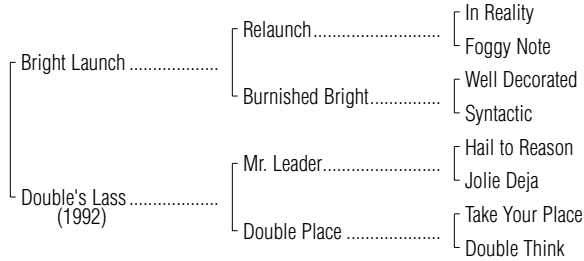 In Reality
Relaunch
Foggy Note
Bright Launch
Well Decorated
Burnished Bright
Syntactic
Hail to Reason
Mr. Leader
Jolie Deja
Double's Lass
(1992)
Take Your Place
Double Place
Double Think